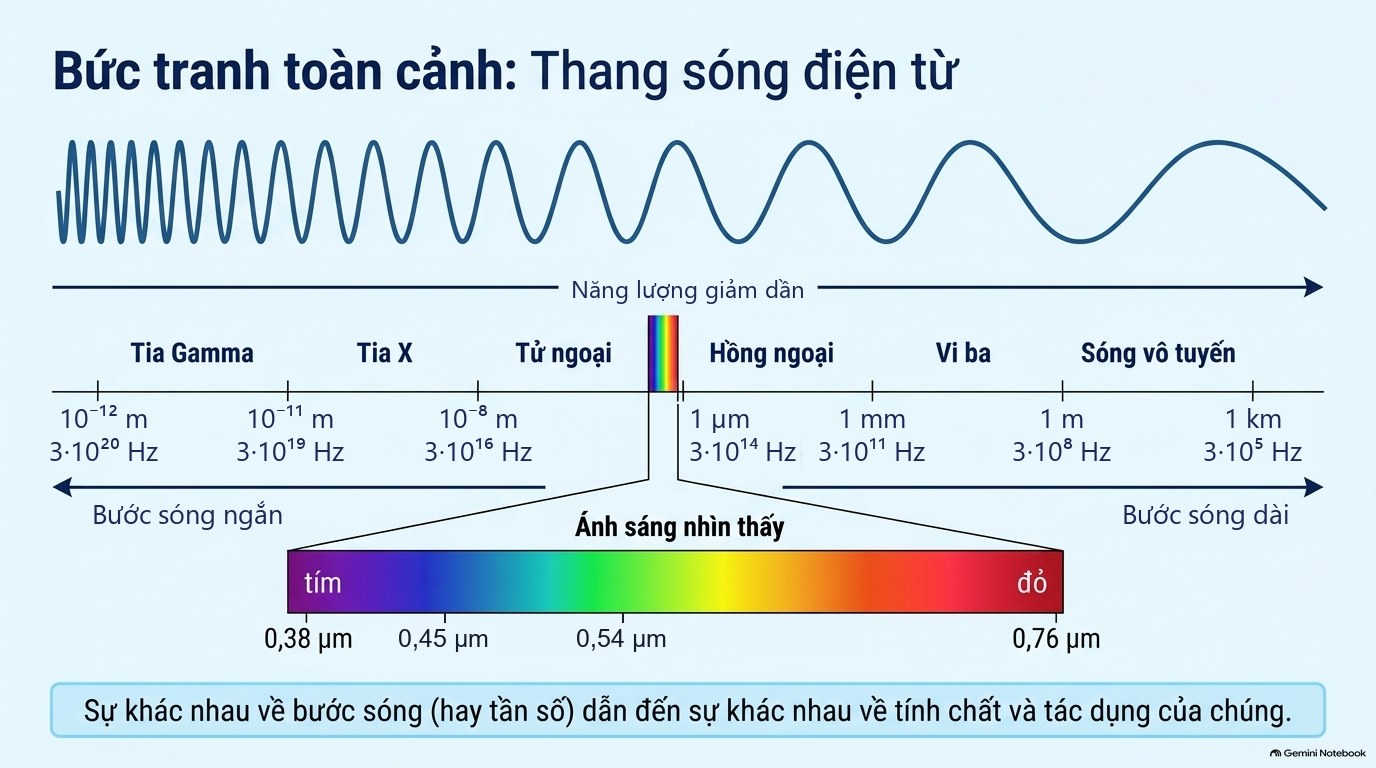 Bức tranh toàn cảnh: Thang sóng điện từ
Năng lượng giảm dần
Tia Gamma Tia X Tử ngoại Hồng ngoại Vi ba Sóng vô tuyến
10⁻¹² m 10⁻¹¹ m 10⁻⁸ m 1 μm 1 mm 1 m 1 km
3·10²⁰ Hz 3·10¹⁹ Hz 3·10¹⁶ Hz 3·10¹⁴ Hz 3·10¹¹ Hz 3·10⁸ Hz 3·10⁵ Hz
Bước sóng ngắn Bước sóng dài
Ánh sáng nhìn thấy
tím đỏ
0,38 μm 0,45 μm 0,54 μm 0,76 μm
Sự khác nhau về bước sóng (hay tần số) dẫn đến sự khác nhau về tính chất và tác dụng của chúng.
Gemini Notebook